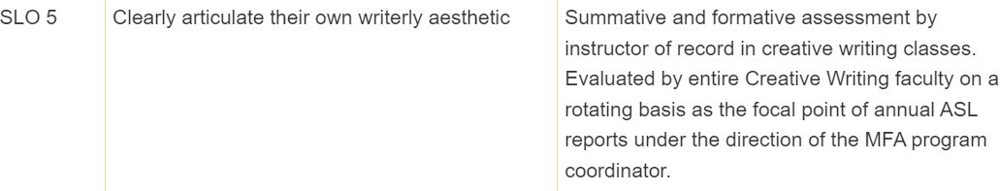 SLO 5
Clearly articulate their own writerly aesthetic
Summative and formative assessment by
instructor of record in creative writing classes.
Evaluated by entire Creative Writing faculty on a
rotating basis as the focal point of annual ASL
reports under the direction of the MFA program
coordinator.